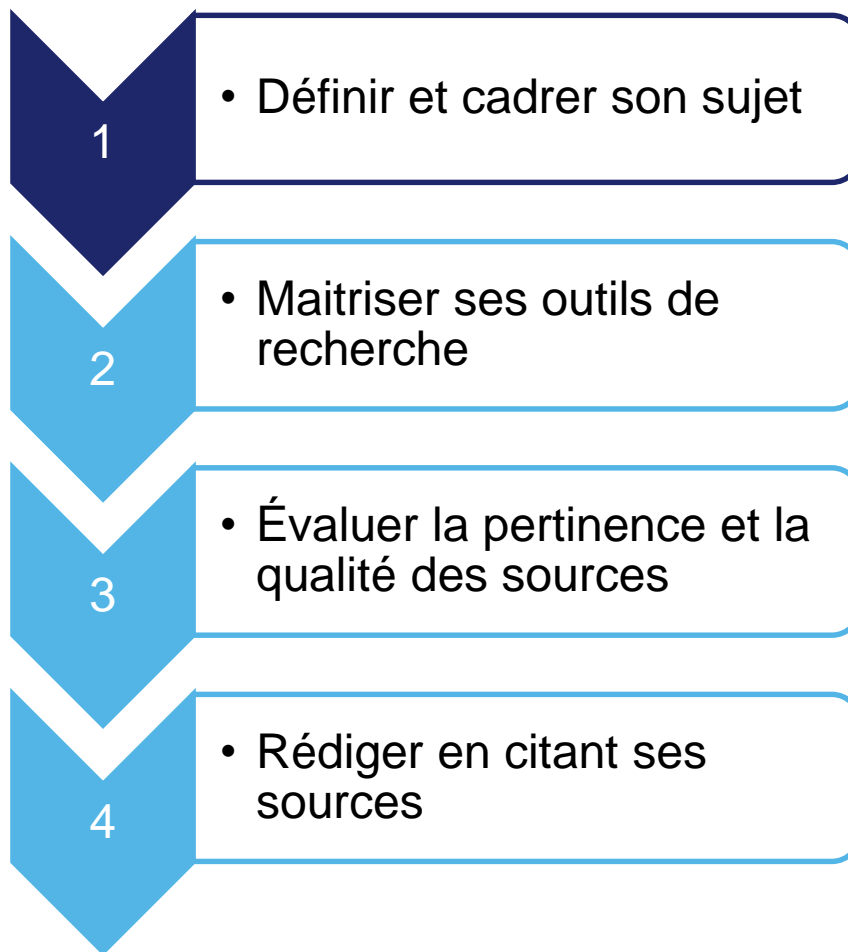 1
• Définir et cadrer son sujet
2
• Maitriser ses outils de
recherche
3
• Évaluer la pertinence et la
qualité des sources
4
• Rédiger en citant ses
sources